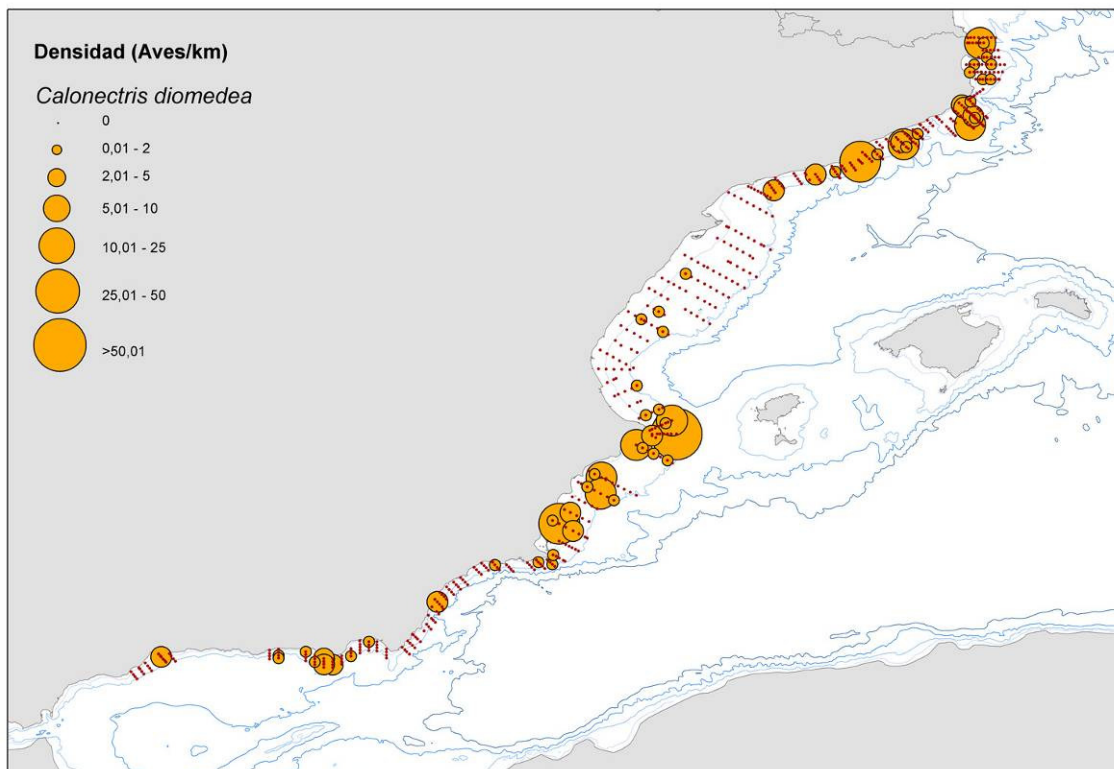 Densidad (Aves/km)
Calonectris diomedea
0
0,01 - 2
2,01 - 5
5,01 - 10
10,01 - 25
25,01 - 50
>50,01